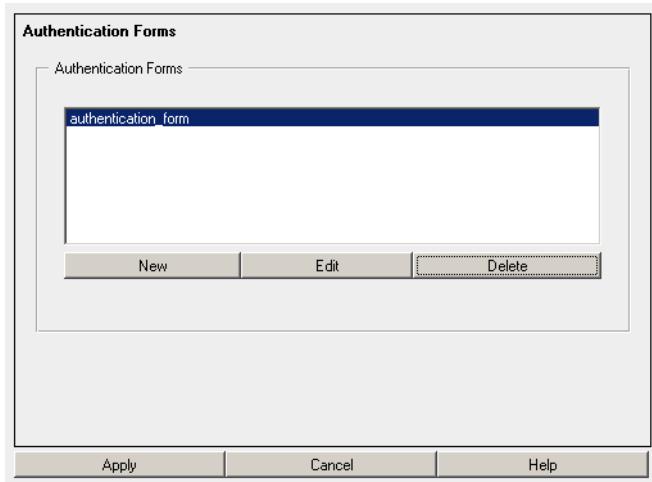 Authentication Forms
Authentication Forms
authentication_form
New Edit Delete
Apply Cancel Help